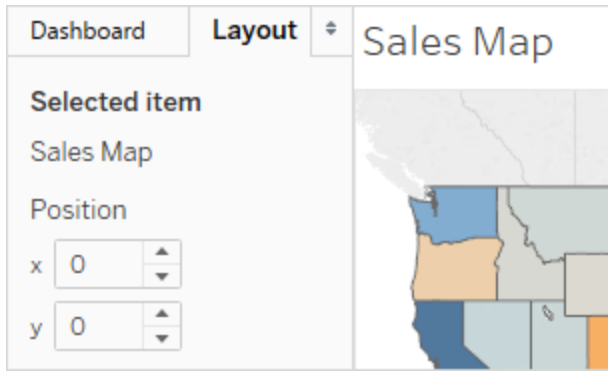 Dashboard
Layout
Sales Map
Selected item
Sales Map
Position
x 0
y 0